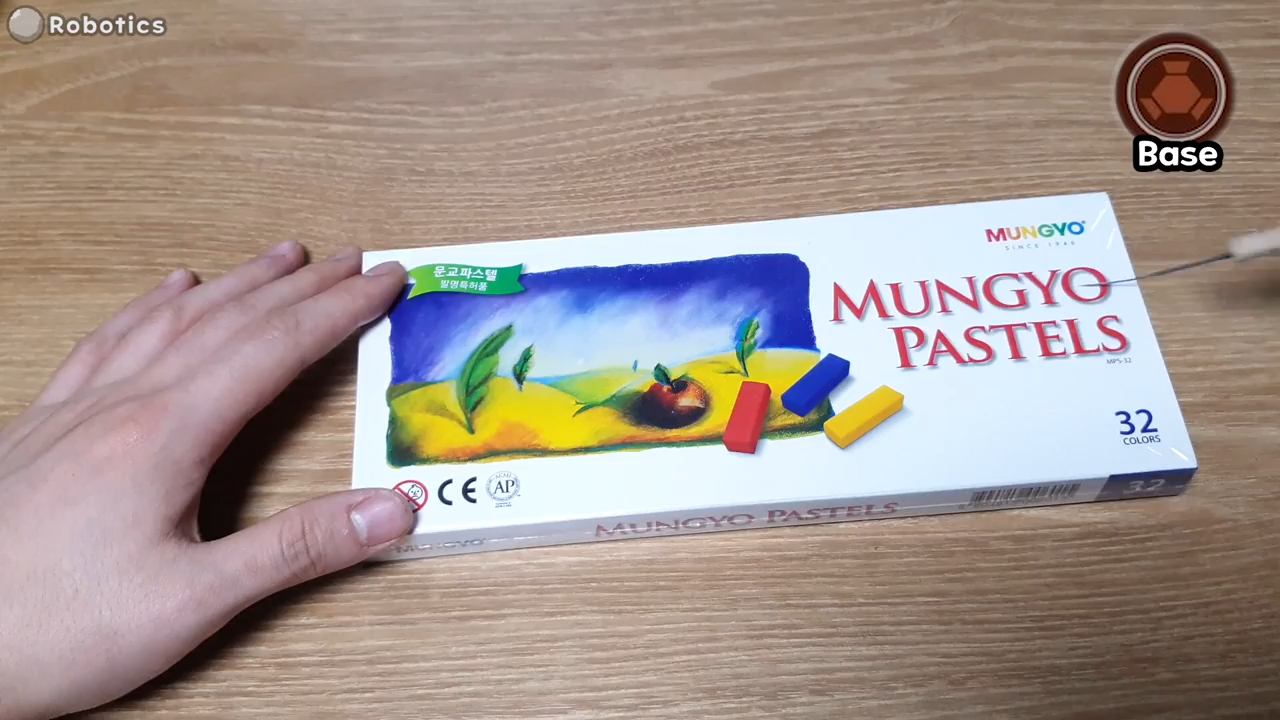 Robotics
Base
MUNGYO
SINCE 1946
문교파스텔
발명특허품
MUNGYO
PASTELS
MPS-32
32
COLORS
CE
AP
MUNGYO
MUNGYO PASTELS
32